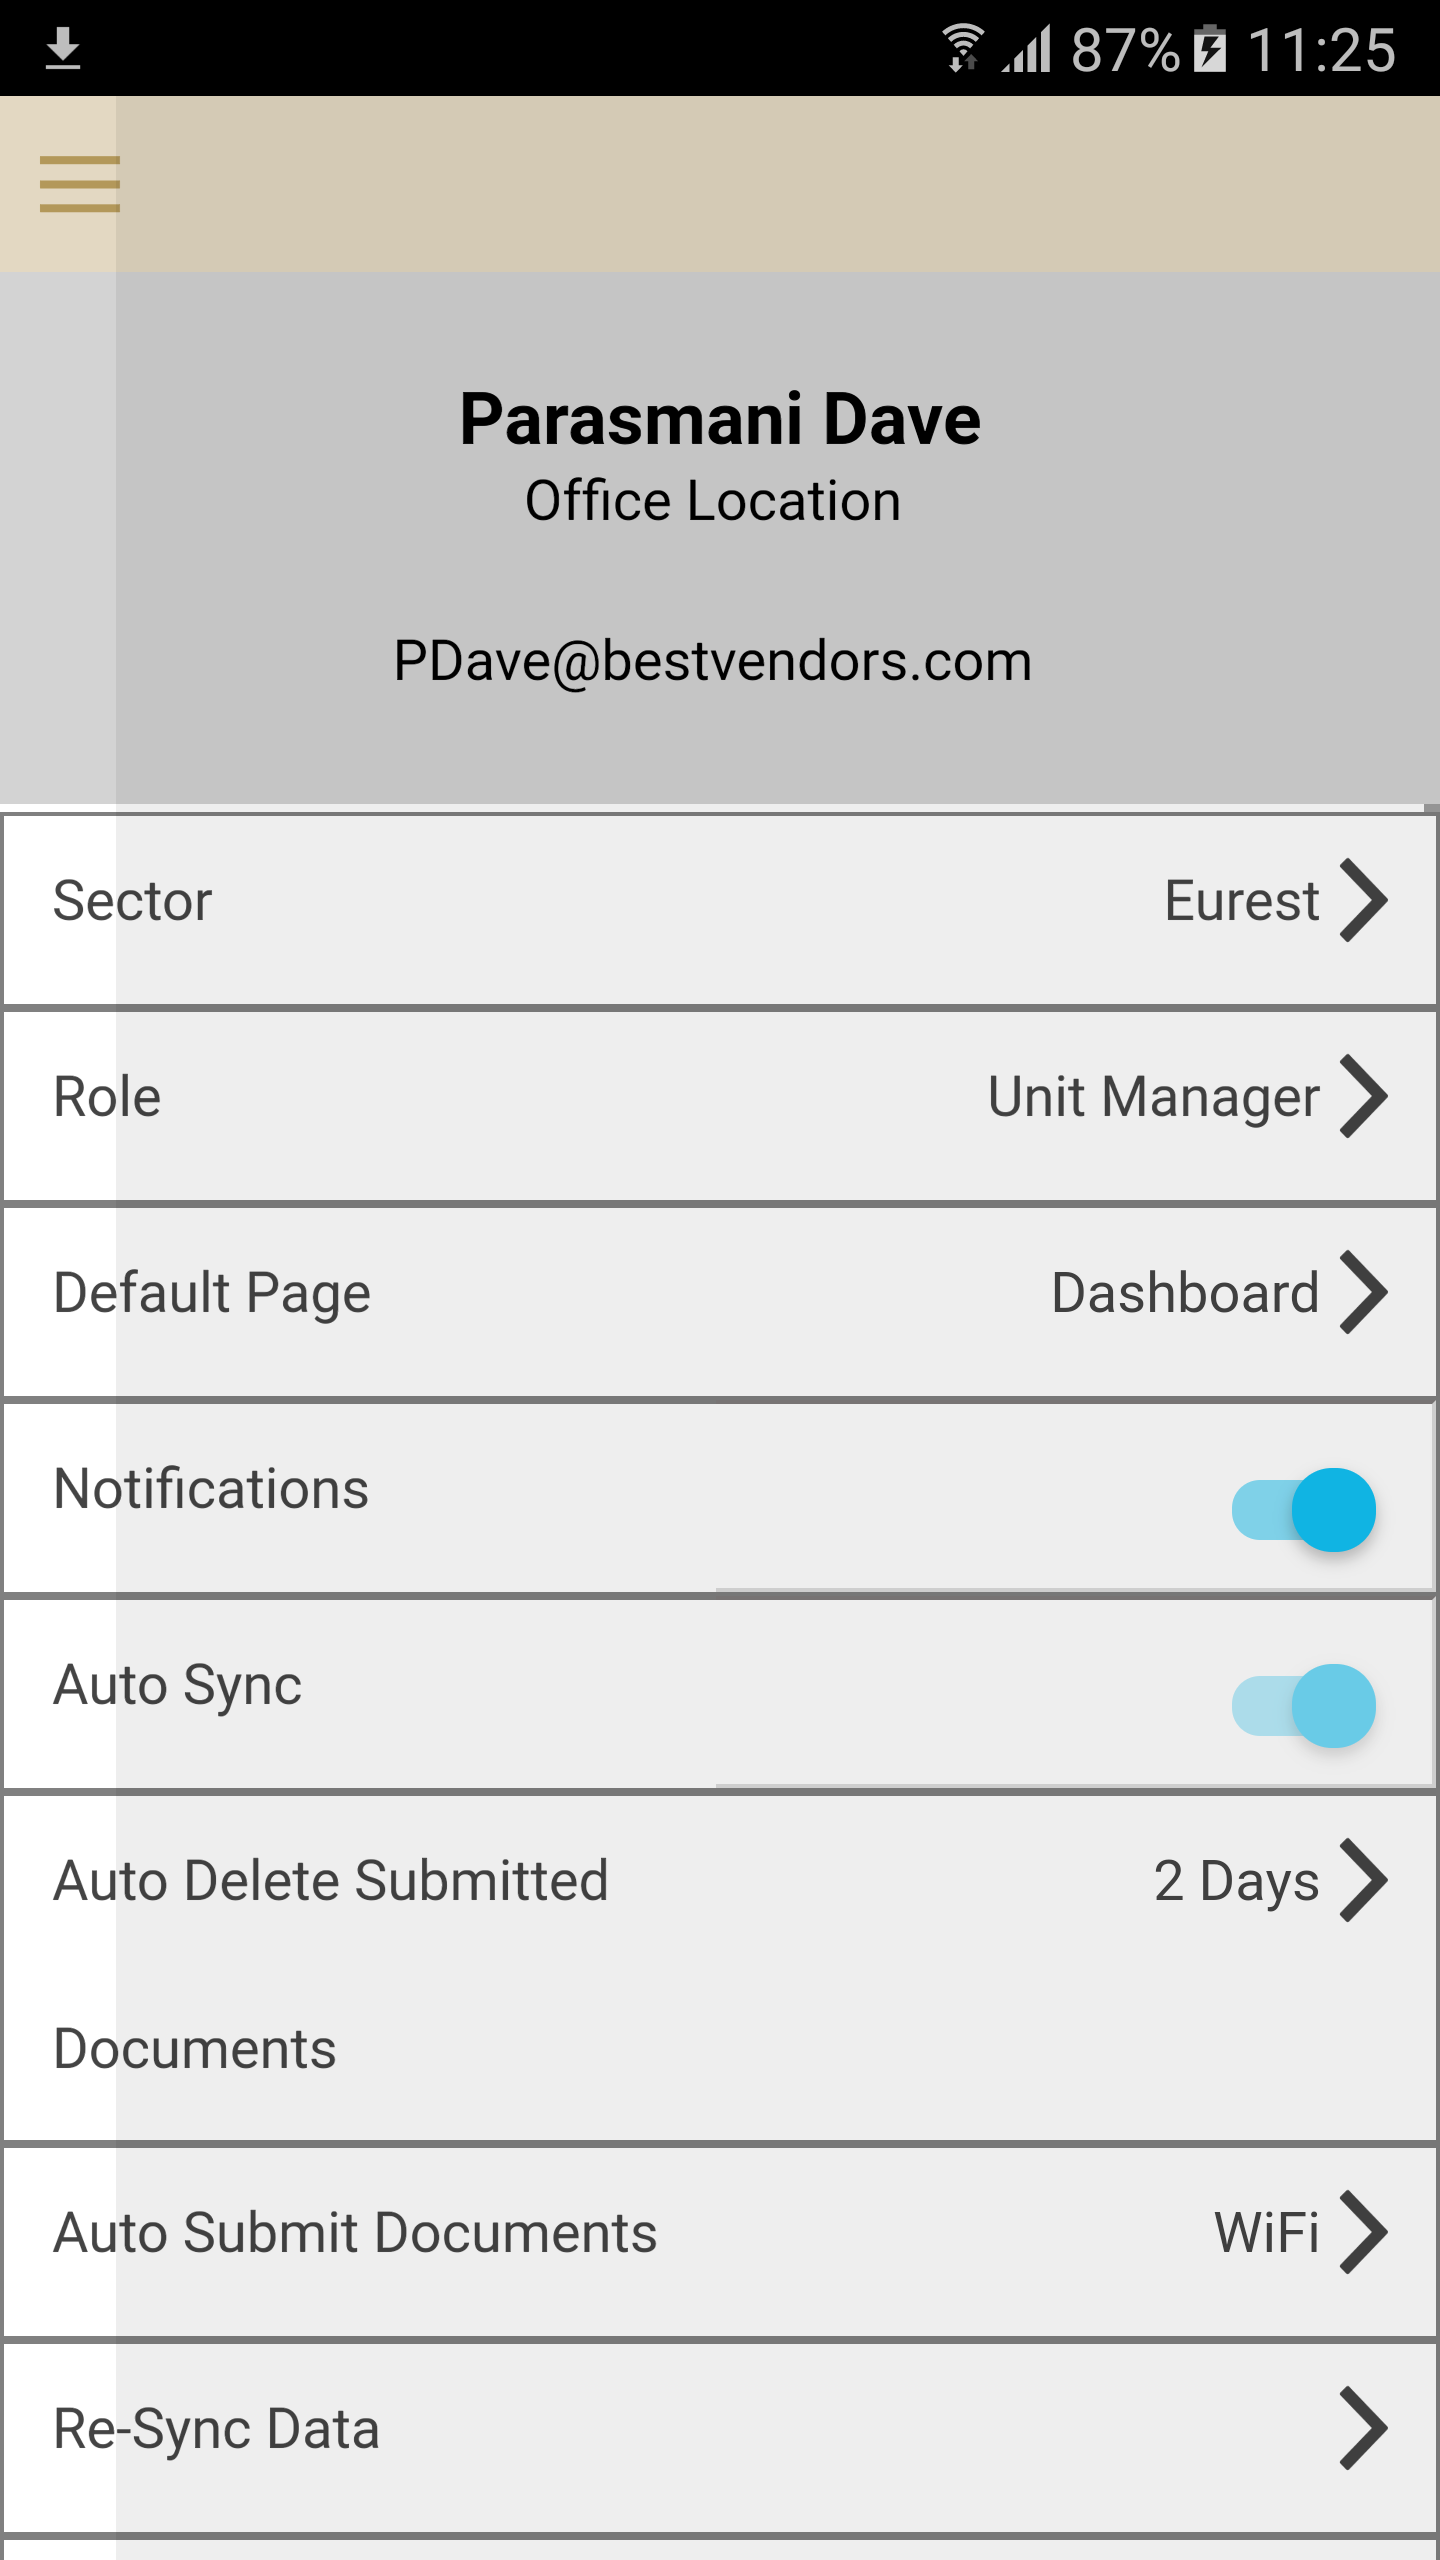 87% 11:25
Parasmani Dave
Office Location
PDave@bestvendors.com
Sector Eurest
Role Unit Manager
Default Page Dashboard
Notifications
Auto Sync
Auto Delete Submitted 2 Days
Documents
Auto Submit Documents WiFi
Re-Sync Data